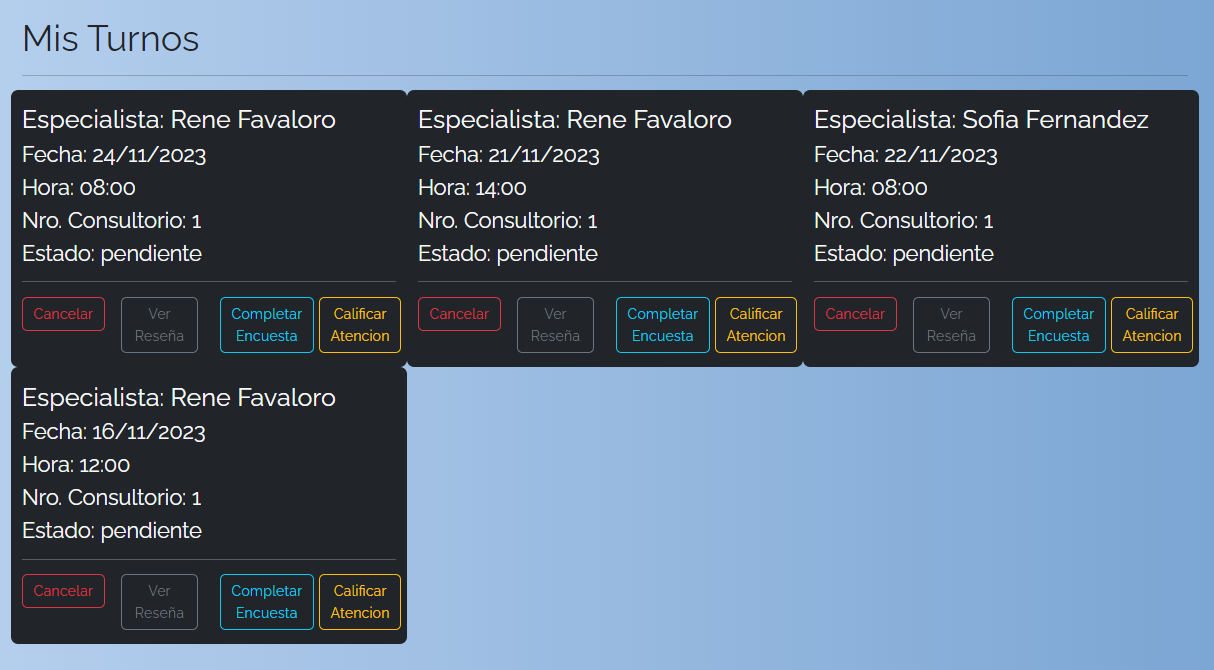 Mis Turnos
Especialista: Rene Favaloro
Fecha: 24/11/2023
Hora: 08:00
Nro. Consultorio: 1
Estado: pendiente
Cancelar
Ver
Reseña
Completar
Encuesta
Calificar
Atencion
Especialista: Rene Favaloro
Fecha: 21/11/2023
Hora: 14:00
Nro. Consultorio: 1
Estado: pendiente
Cancelar
Ver
Reseña
Completar
Encuesta
Calificar
Atencion
Especialista: Sofia Fernandez
Fecha: 22/11/2023
Hora: 08:00
Nro. Consultorio: 1
Estado: pendiente
Cancelar
Ver
Reseña
Completar
Encuesta
Calificar
Atencion
Especialista: Rene Favaloro
Fecha: 16/11/2023
Hora: 12:00
Nro. Consultorio: 1
Estado: pendiente
Cancelar
Ver
Reseña
Completar
Encuesta
Calificar
Atencion